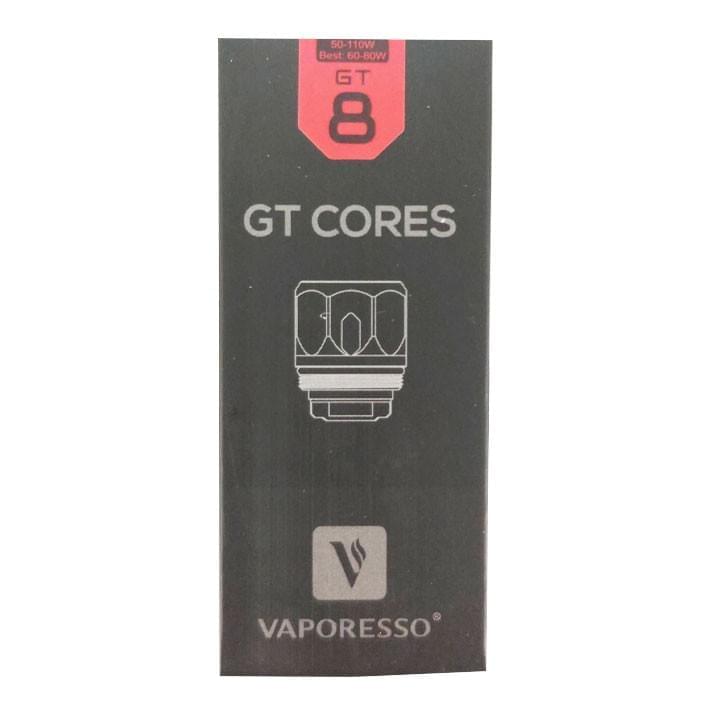 50-110W
Best: 60-80W
GT
8
GT CORES
V
VAPORESSO®